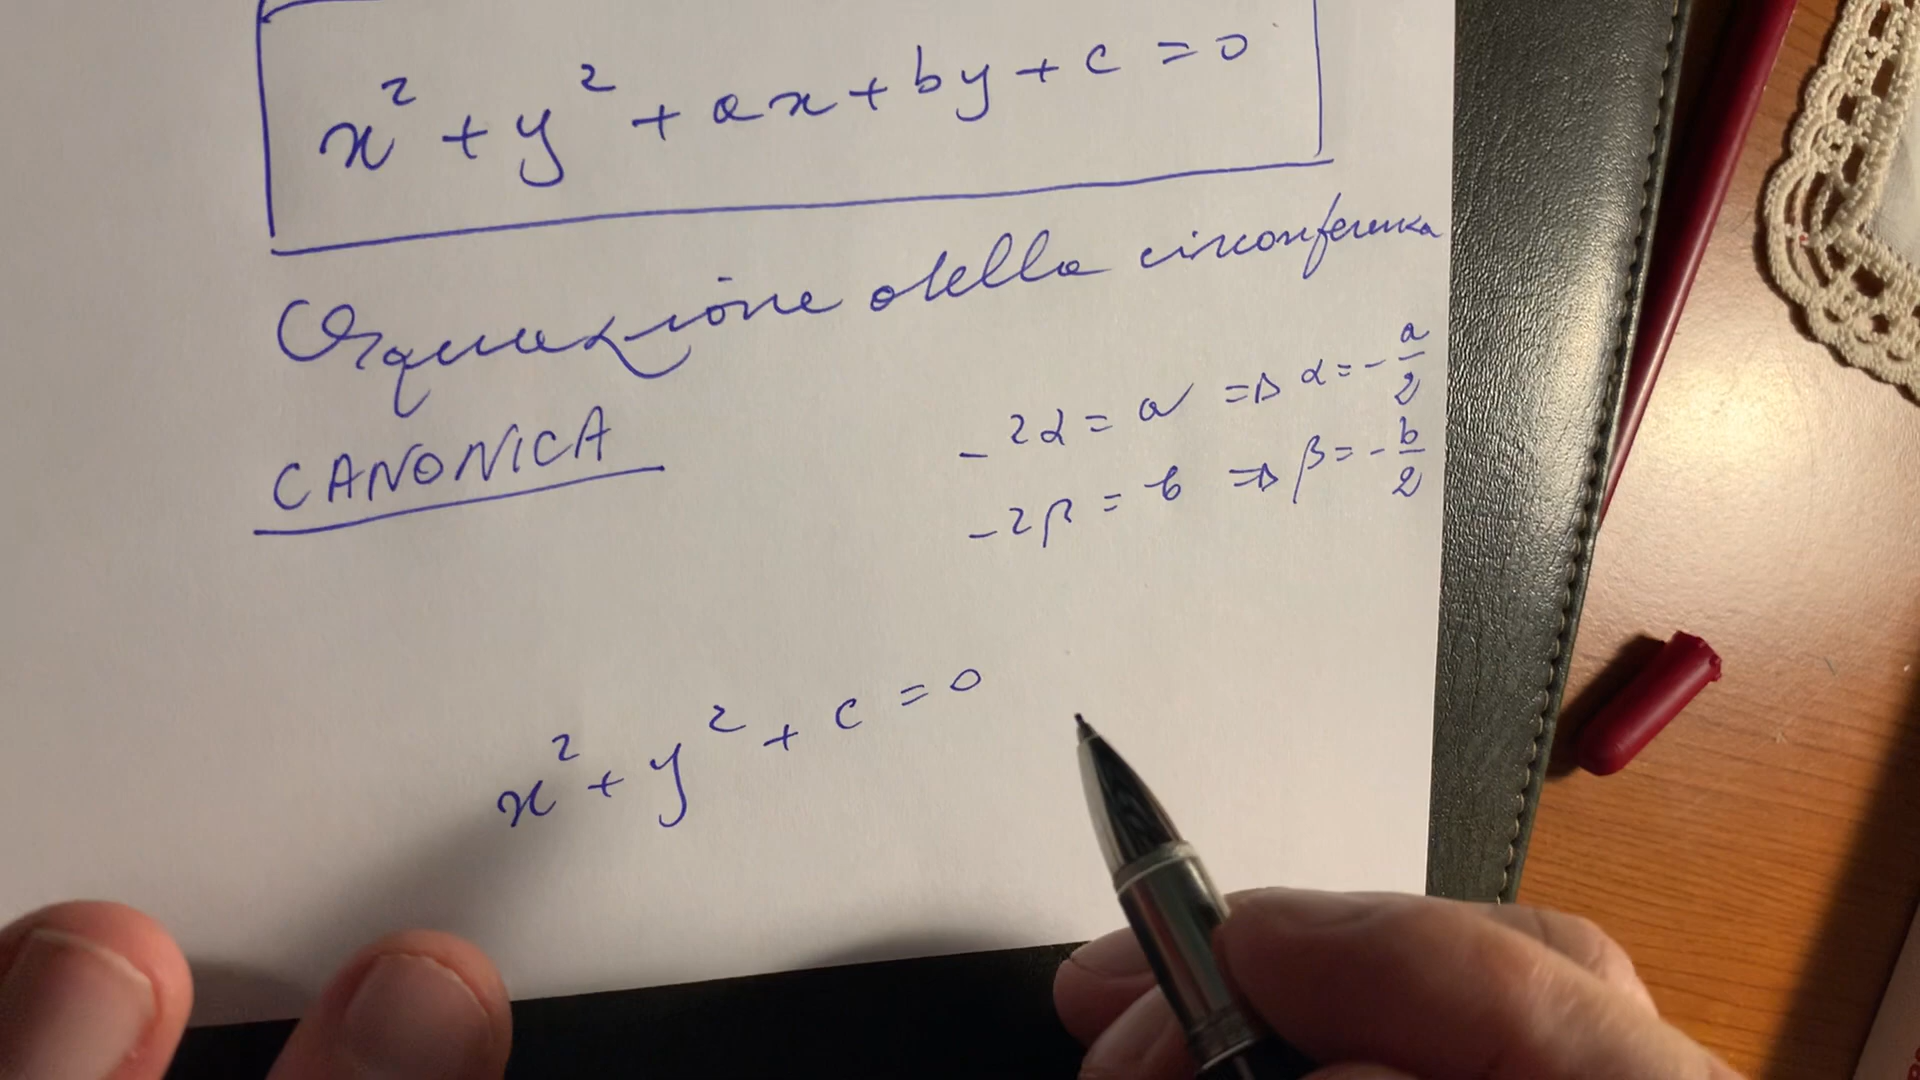 x² + y² + ax + by + c = 0
Equazione della circonferenza
CANONICA
-2α = a ⇒ α = -a/2
-2β = b ⇒ β = -b/2
x² + y² + c = 0